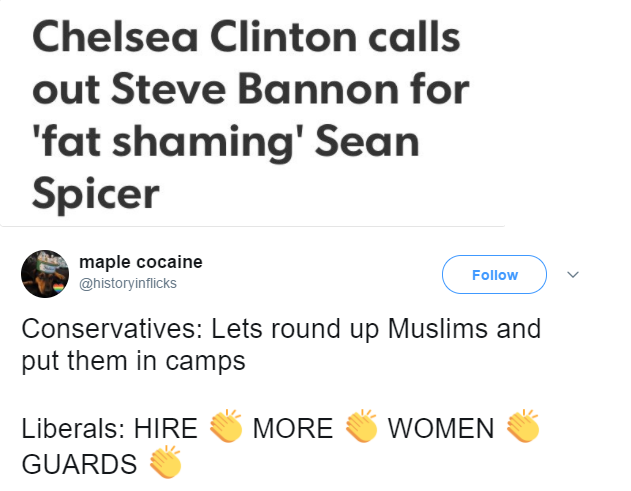 Chelsea Clinton calls
out Steve Bannon for
'fat shaming' Sean
Spicer
maple cocaine
Follow
@historyinflicks
Conservatives: Lets round up Muslims and
put them in camps
Liberals: HIRE 👏 MORE 👏 WOMEN 👏
GUARDS 👏